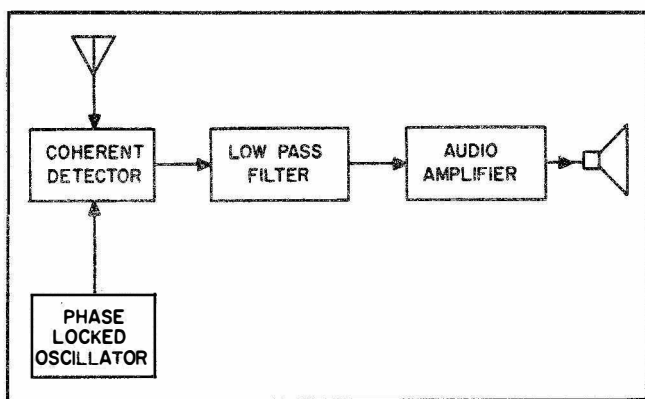 COHERENT
DETECTOR
LOW PASS
FILTER
AUDIO
AMPLIFIER
PHASE
LOCKED
OSCILLATOR